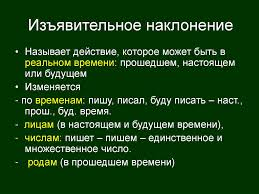 Изъявительное наклонение
• Называет действие, которое может быть в
реальном времени: прошедшем, настоящем
или будущем
• Изменяется
- по временам: пишу, писал, буду писать – наст.,
прош., буд. время.
- лицам (в настоящем и будущем времени),
- числам: пишет – пишем – единственное и
множественное число.
- родам (в прошедшем времени)